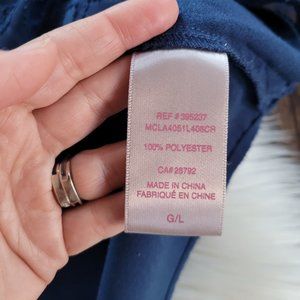 REF # 395237
MCLA4051L408CR
100% POLYESTER
CA# 28792
MADE IN CHINA
FABRIQUÉ EN CHINE
G/L